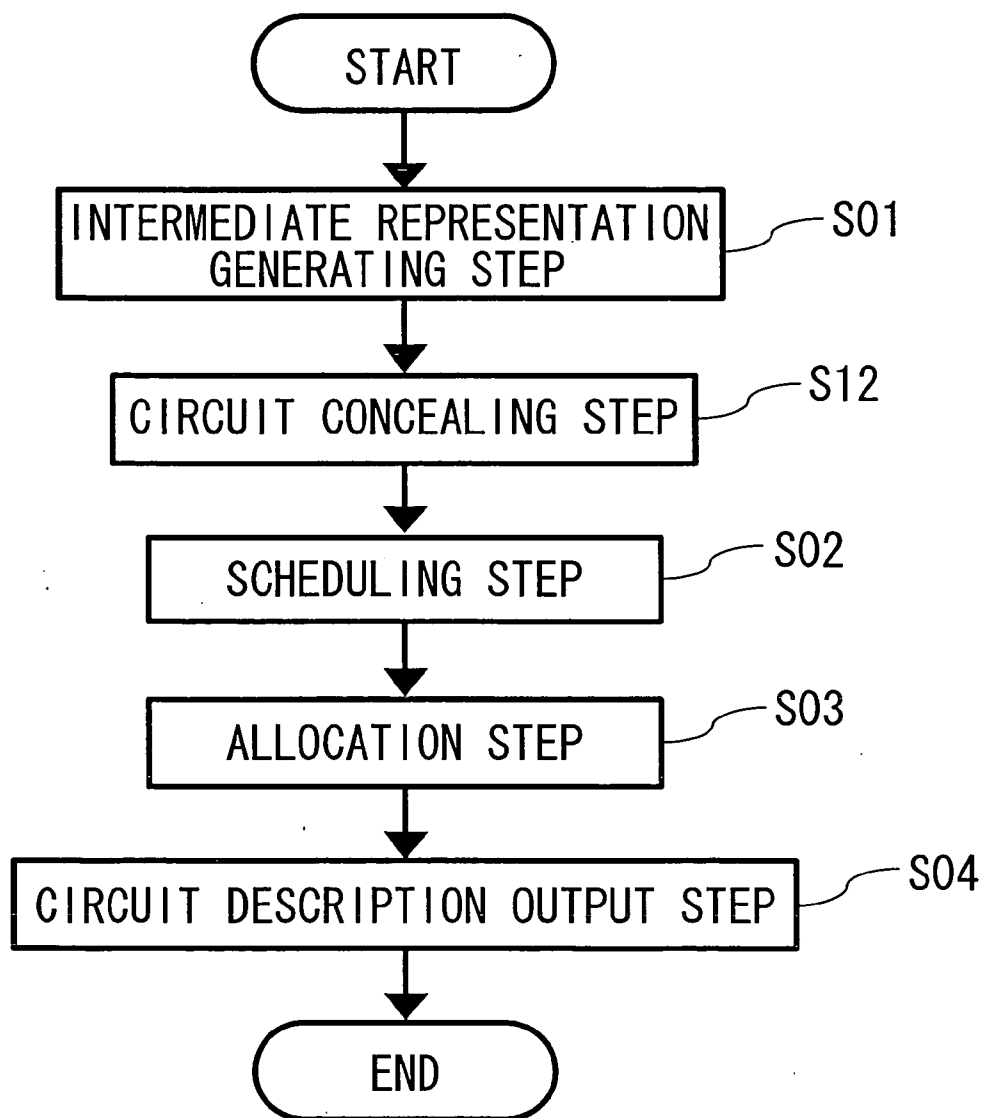 START
INTERMEDIATE REPRESENTATION
GENERATING STEP
S01
CIRCUIT CONCEALING STEP
S12
SCHEDULING STEP
S02
ALLOCATION STEP
S03
CIRCUIT DESCRIPTION OUTPUT STEP
S04
END